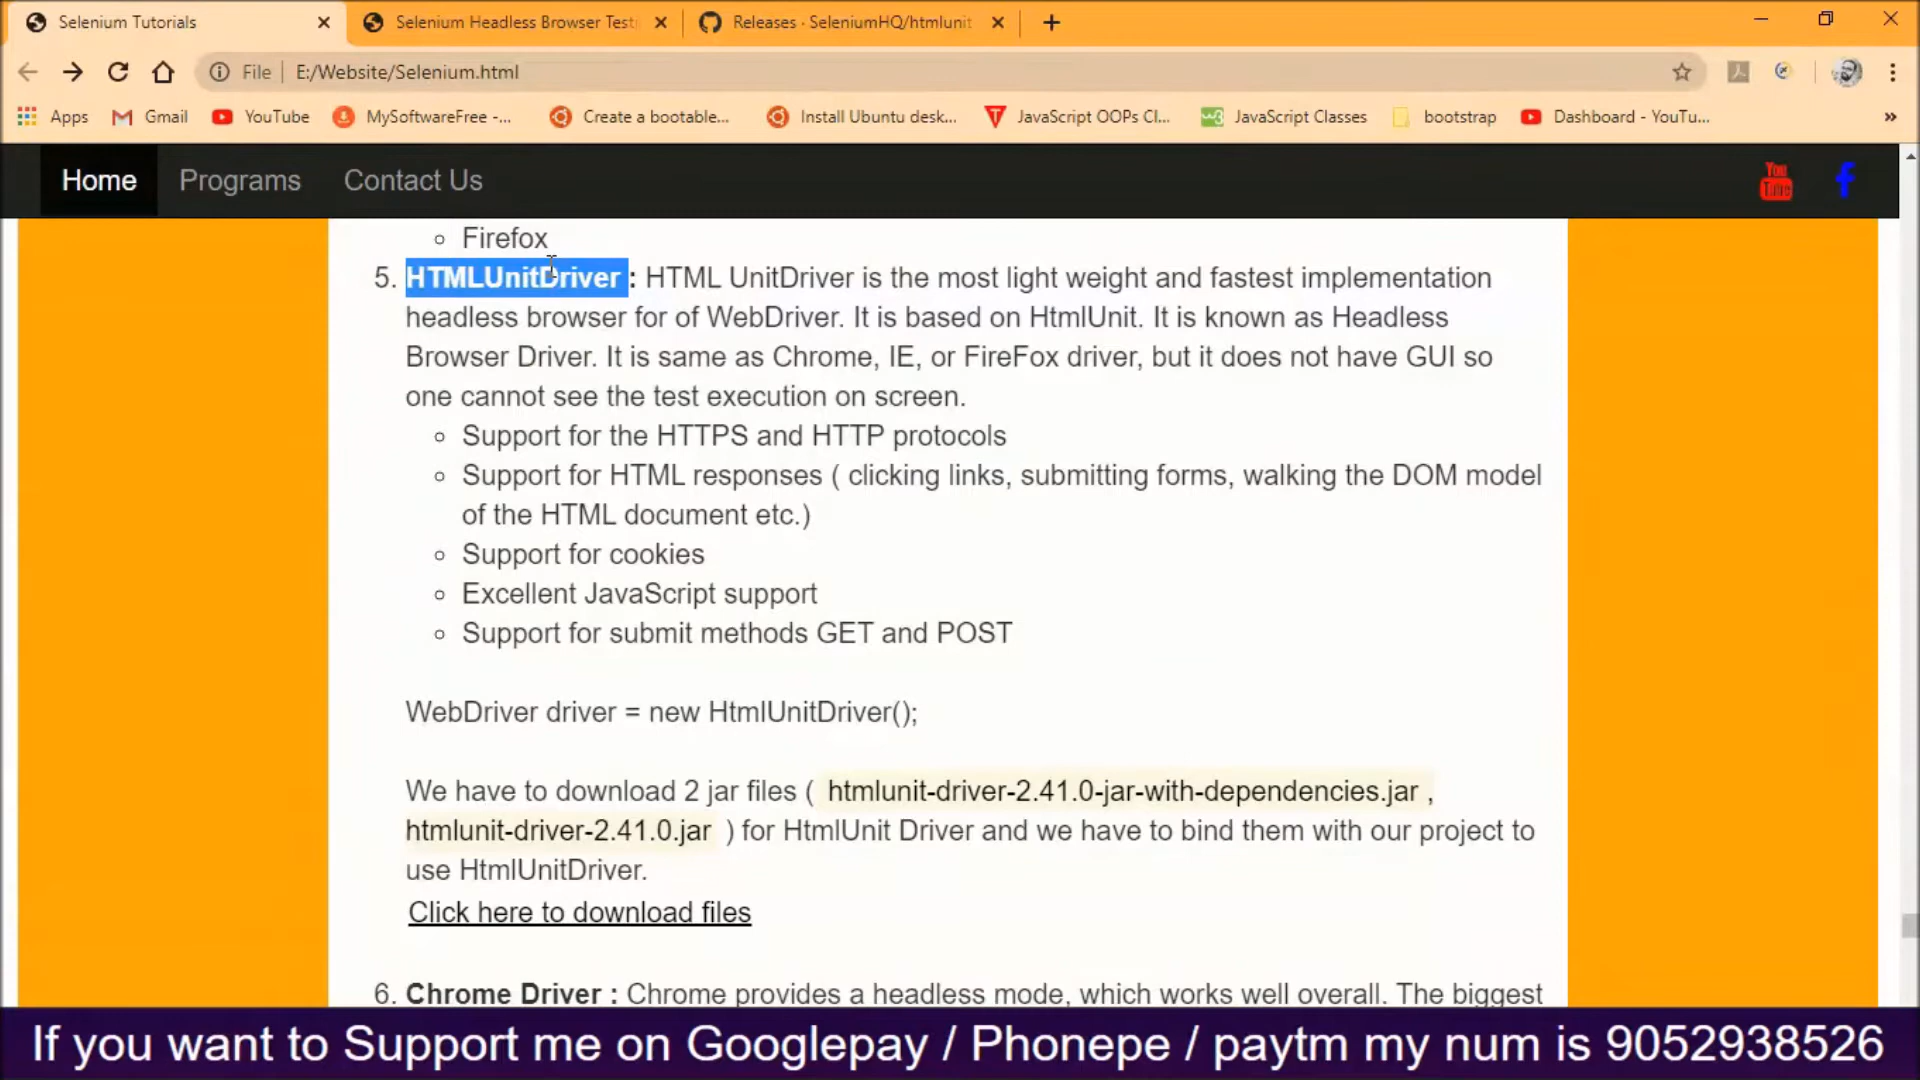 Selenium Tutorials
Selenium Headless Browser Test
Releases · SeleniumHQ/htmlunit
File
E:/Website/Selenium.html
Apps
Gmail
YouTube
MySoftwareFree -...
Create a bootable...
Install Ubuntu desk...
JavaScript OOPs Cl...
JavaScript Classes
bootstrap
Dashboard - YouTu...
Home
Programs
Contact Us
You Tube
Firefox
5. HTMLUnitDriver : HTML UnitDriver is the most light weight and fastest implementation
headless browser for of WebDriver. It is based on HtmlUnit. It is known as Headless
Browser Driver. It is same as Chrome, IE, or FireFox driver, but it does not have GUI so
one cannot see the test execution on screen.
Support for the HTTPS and HTTP protocols
Support for HTML responses ( clicking links, submitting forms, walking the DOM model
of the HTML document etc.)
Support for cookies
Excellent JavaScript support
Support for submit methods GET and POST
WebDriver driver = new HtmlUnitDriver();
We have to download 2 jar files ( htmlunit-driver-2.41.0-jar-with-dependencies.jar ,
htmlunit-driver-2.41.0.jar ) for HtmlUnit Driver and we have to bind them with our project to
use HtmlUnitDriver.
Click here to download files
6. Chrome Driver : Chrome provides a headless mode, which works well overall. The biggest
If you want to Support me on Googlepay / Phonepe / paytm my num is 9052938526